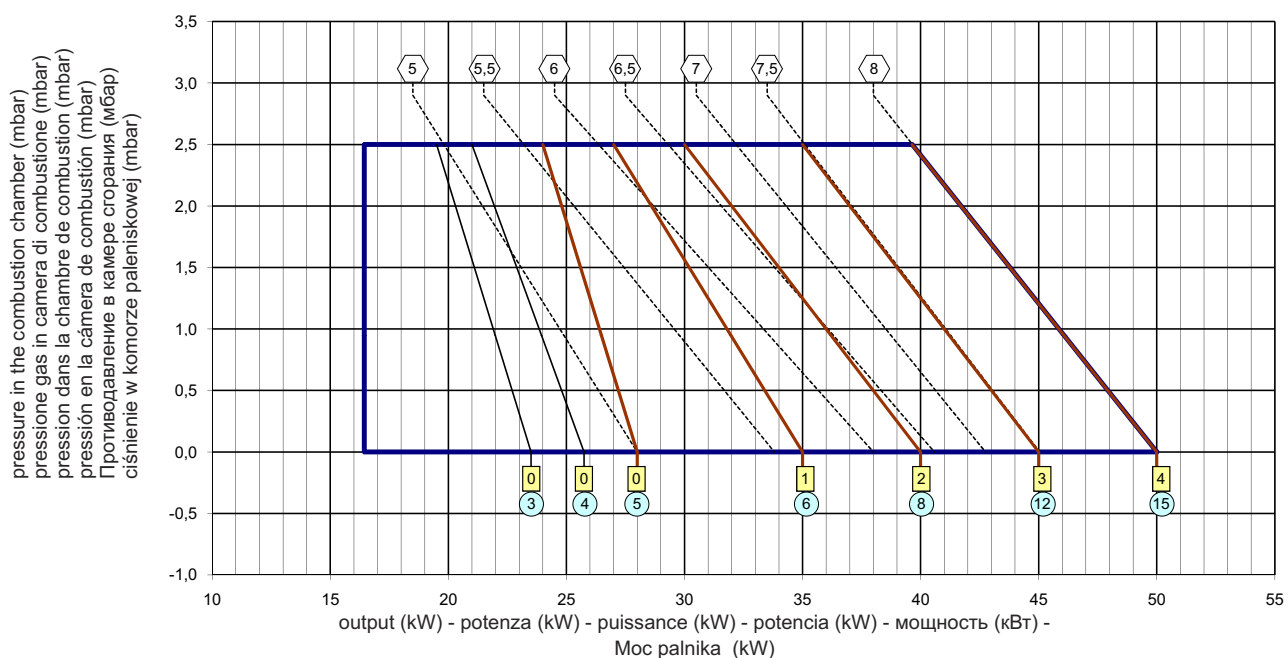 pressure in the combustion chamber (mbar)
pressione gas in camera di combustione (mbar)
pression dans la chambre de combustion (mbar)
pressión en la cámera de combustión (mbar)
Противодавление в камере сгорания (мбар)
ciśnienie w komorze paleniskowej (mbar)
3,5
3,0
2,5
2,0
1,5
1,0
0,5
0,0
-0,5
-1,0
5 5,5 6 6,5 7 7,5 8
0 0 0 1 2 3 4
3 4 5 6 8 12 15
10 15 20 25 30 35 40 45 50 55
output (kW) - potenza (kW) - puissance (kW) - potencia (kW) - мощность (кВт) -
Moc palnika (kW)